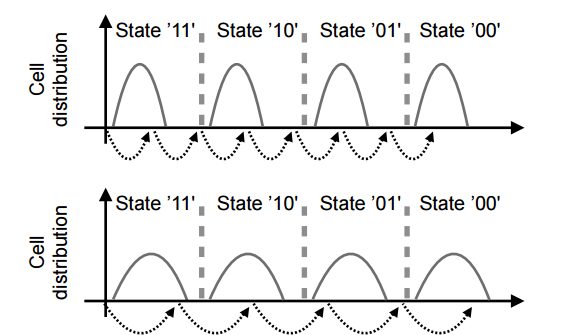 State ’11' State ’10' State ’01' State ’00'
Cell
distribution
State ’11' State ’10' State ’01' State ’00'
Cell
distribution